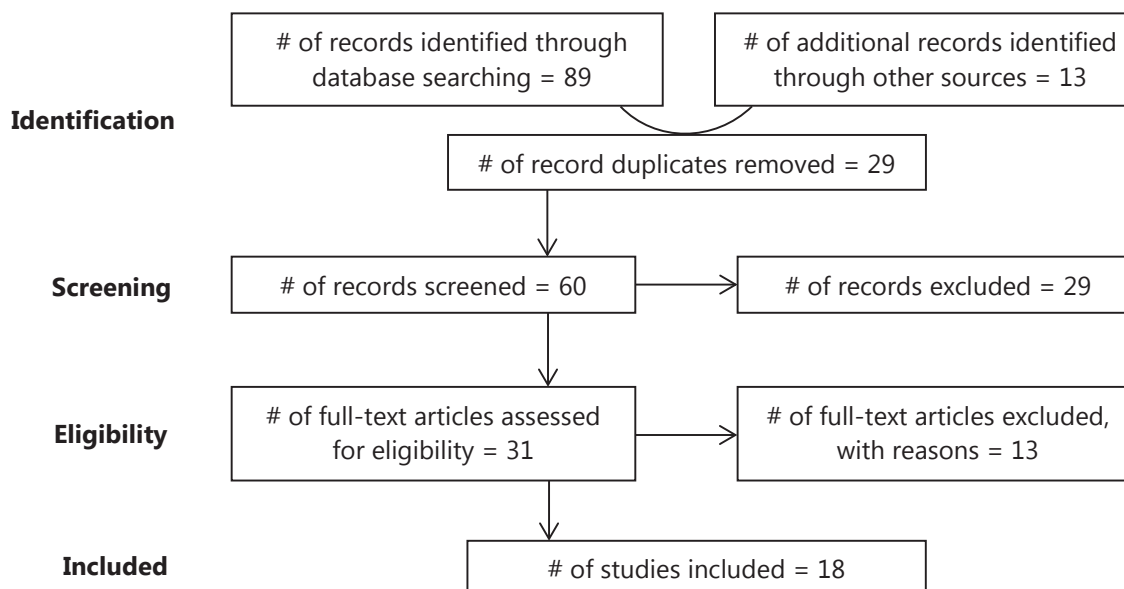 # of records identified through
database searching = 89
# of additional records identified
through other sources = 13
Identification
# of record duplicates removed = 29
Screening
# of records screened = 60
# of records excluded = 29
Eligibility
# of full-text articles assessed
for eligibility = 31
# of full-text articles excluded,
with reasons = 13
Included
# of studies included = 18